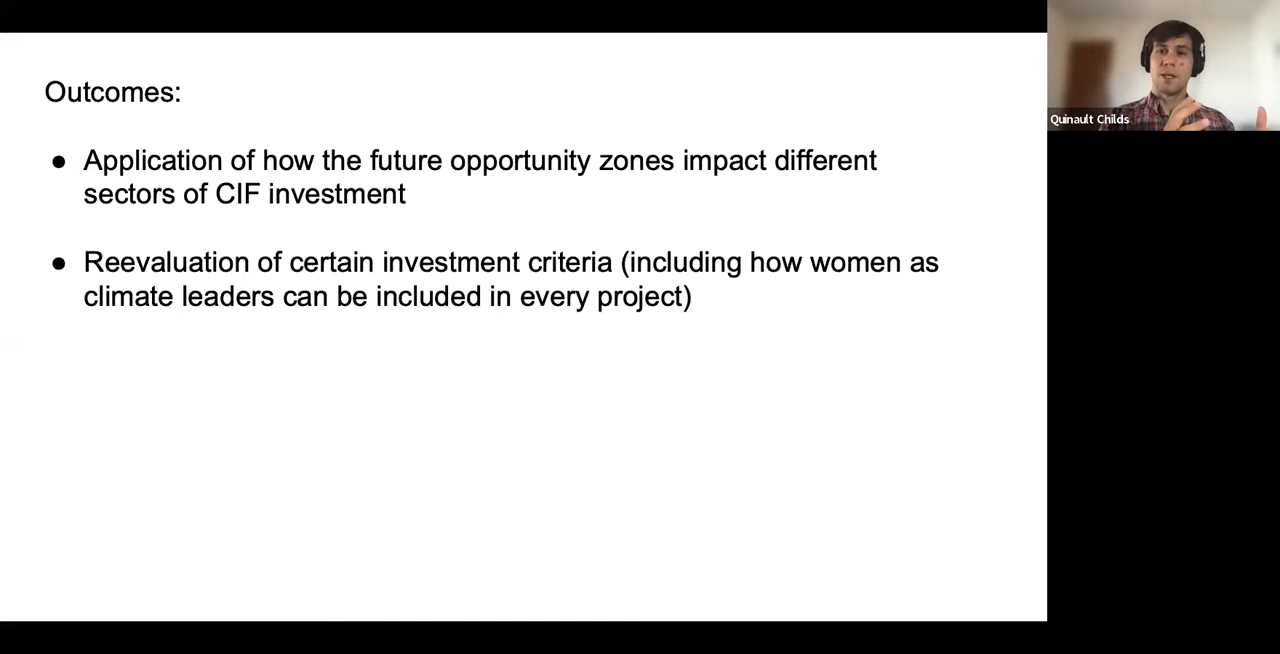 Outcomes:
● Application of how the future opportunity zones impact different
sectors of CIF investment
● Reevaluation of certain investment criteria (including how women as
climate leaders can be included in every project)
Quinault Childs